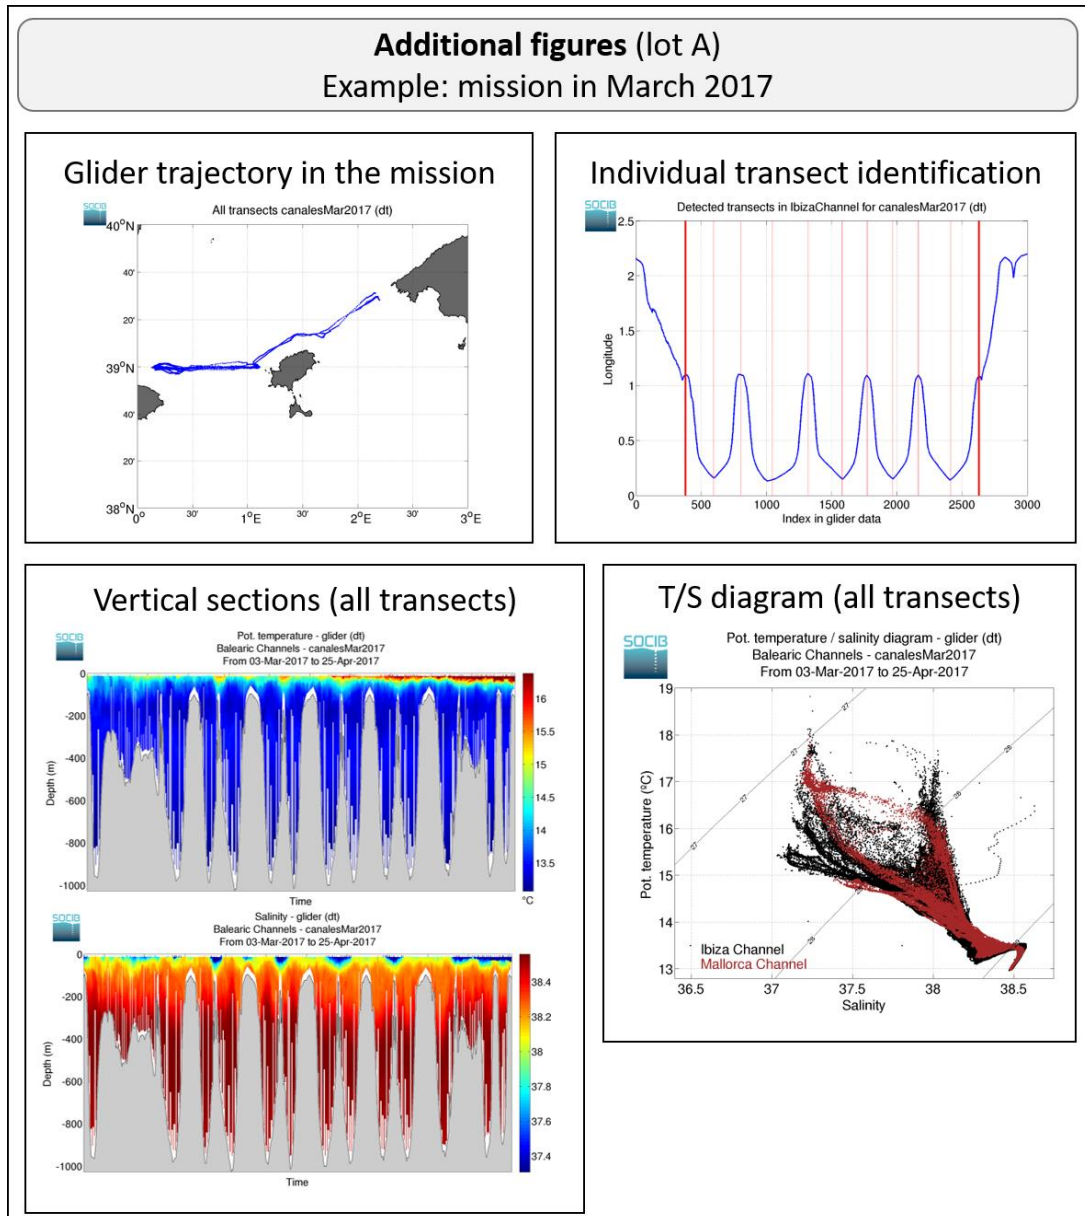 Additional figures (lot A)
Example: mission in March 2017
Glider trajectory in the mission
SOCIB
All transects canalesMar2017 (dt)
40°N
40'
20'
39°N
40'
20'
38°N
0°
30'
1°E
30'
2°E
30'
3°E
Individual transect identification
SOCIB
Detected transects in IbizaChannel for canalesMar2017 (dt)
2.5
2
1.5
1
0.5
0
Longitude
0 500 1000 1500 2000 2500 3000
Index in glider data
Vertical sections (all transects)
SOCIB
Pot. temperature - glider (dt)
Balearic Channels - canalesMar2017
From 03-Mar-2017 to 25-Apr-2017
0
-200
-400
-600
-800
-1000
Depth (m)
Time
16
15.5
15
14.5
14
13.5
°C
SOCIB
Salinity - glider (dt)
Balearic Channels - canalesMar2017
From 03-Mar-2017 to 25-Apr-2017
0
-200
-400
-600
-800
-1000
Depth (m)
Time
38.4
38.2
38
37.8
37.6
37.4
T/S diagram (all transects)
SOCIB
Pot. temperature / salinity diagram - glider (dt)
Balearic Channels - canalesMar2017
From 03-Mar-2017 to 25-Apr-2017
19
18
17
16
15
14
13
Pot. temperature (ºC)
27
28
27
28
27
28
Ibiza Channel
Mallorca Channel
36.5 37 37.5 38 38.5
Salinity